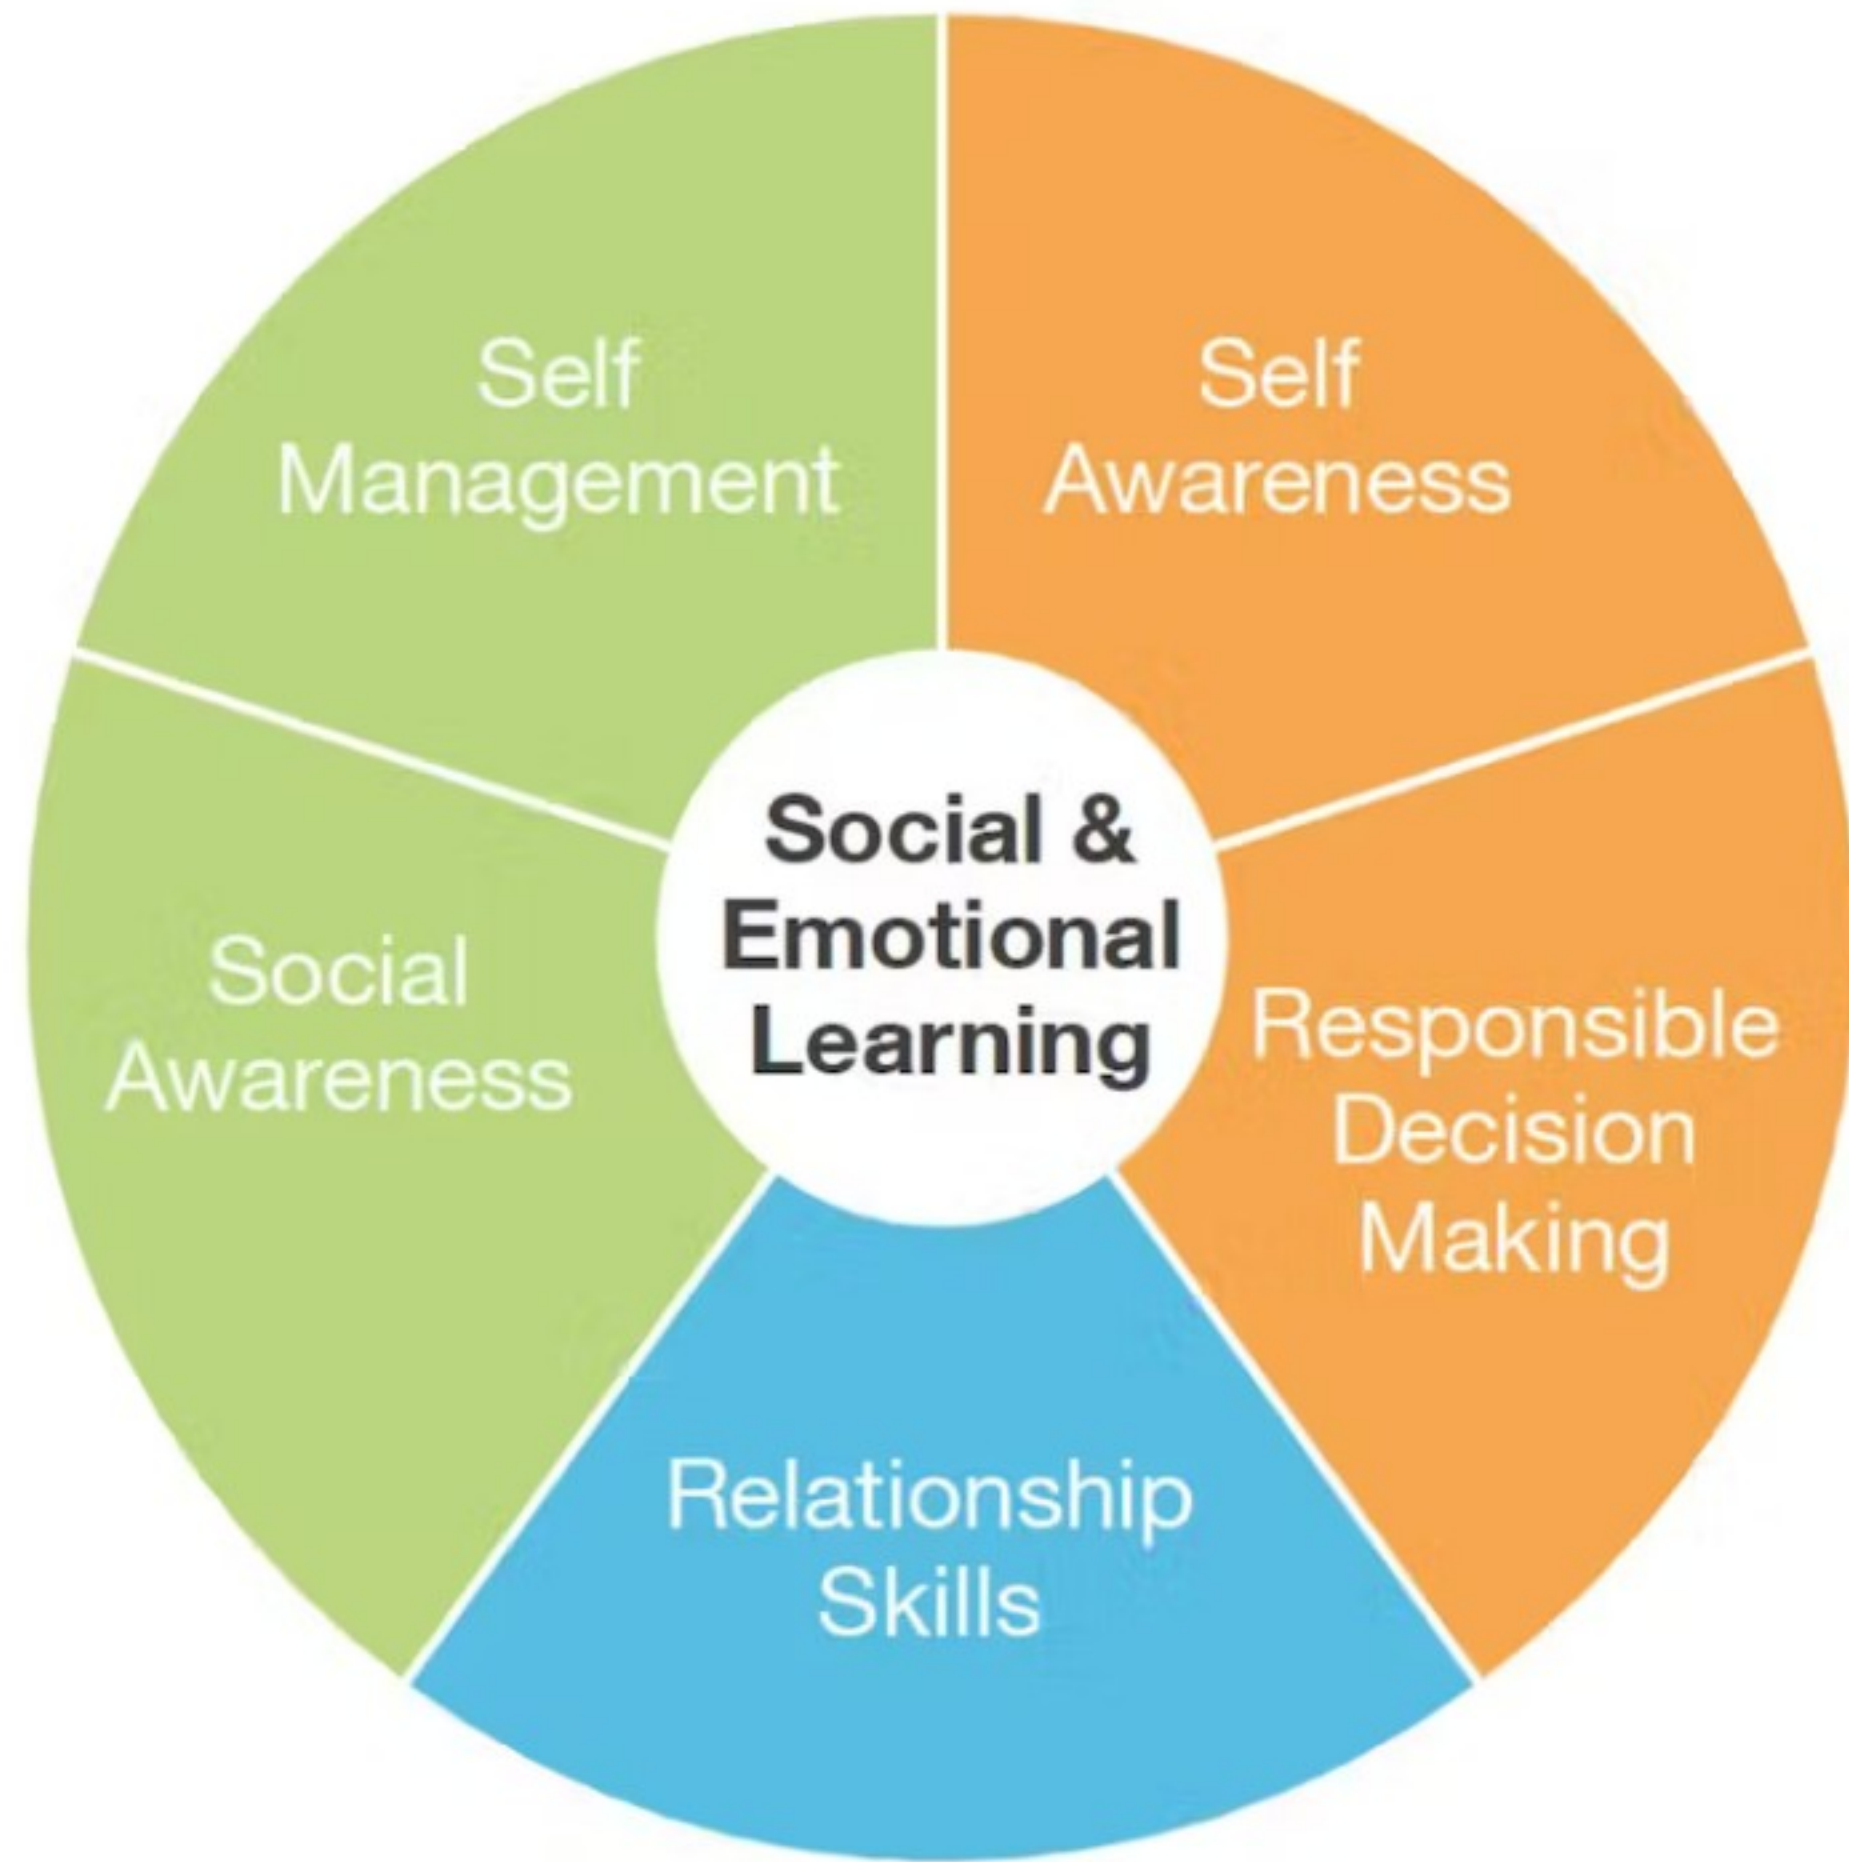 Self
Management
Self
Awareness
Social &
Emotional
Learning
Social
Awareness
Responsible
Decision
Making
Relationship
Skills